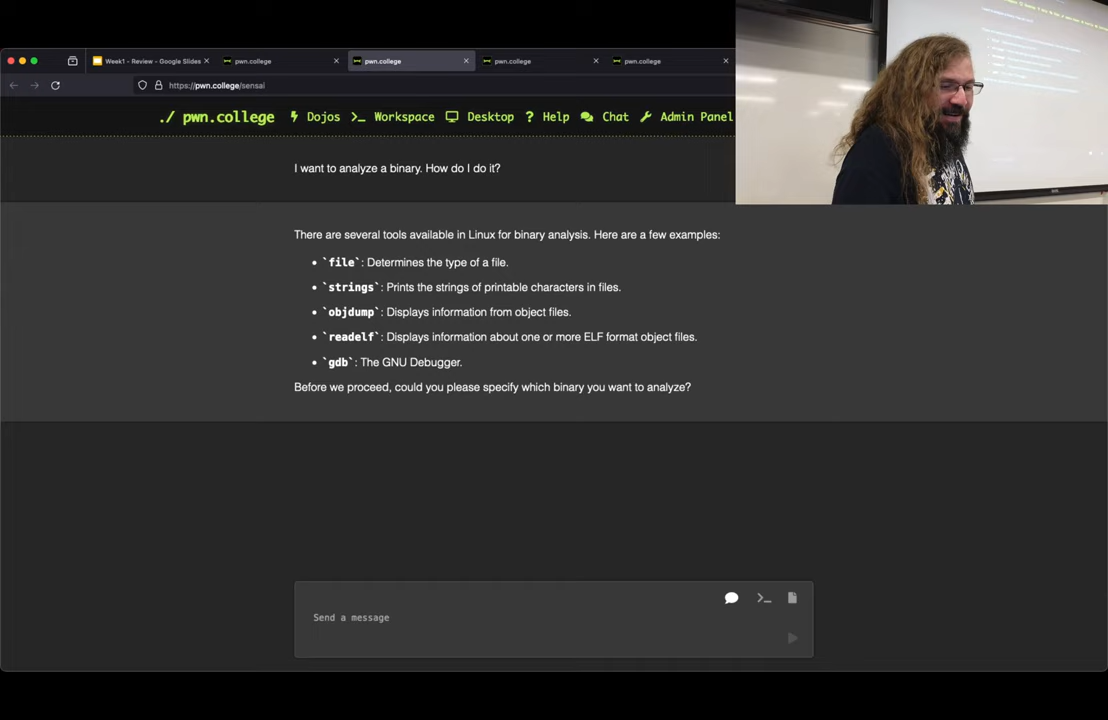 Week1 - Review - Google Slides
pwn.college
pwn.college
pwn.college
pwn.college
https://pwn.college/sensai
./ pwn.college
Dojos
Workspace
Desktop
? Help
Chat
Admin Panel
I want to analyze a binary. How do I do it?
There are several tools available in Linux for binary analysis. Here are a few examples:
• `file`: Determines the type of a file.
• `strings`: Prints the strings of printable characters in files.
• `objdump`: Displays information from object files.
• `readelf`: Displays information about one or more ELF format object files.
• `gdb`: The GNU Debugger.
Before we proceed, could you please specify which binary you want to analyze?
Send a message